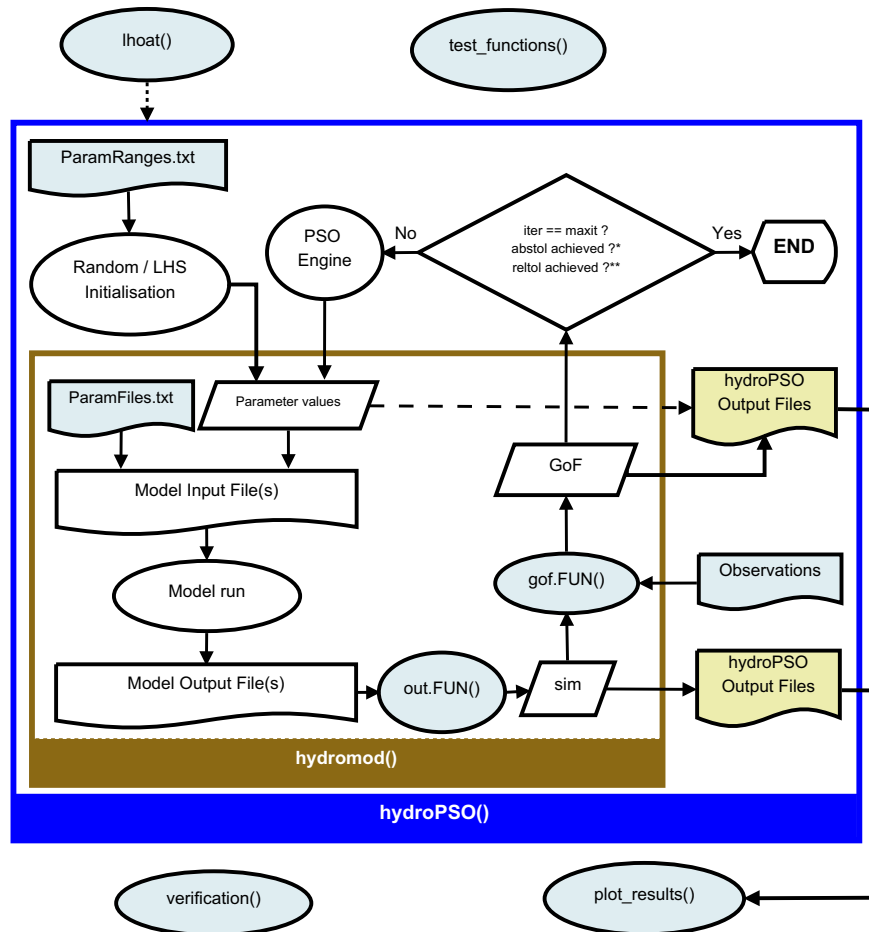 lhoat()
test_functions()
ParamRanges.txt
Random / LHS
Initialisation
PSO
Engine
No
iter == maxit ?
abstol achieved ?*
reltol achieved ?**
Yes
END
ParamFiles.txt
Parameter values
hydroPSO
Output Files
Model Input File(s)
GoF
Model run
gof.FUN()
Observations
Model Output File(s)
out.FUN()
sim
hydroPSO
Output Files
hydromod()
hydroPSO()
verification()
plot_results()